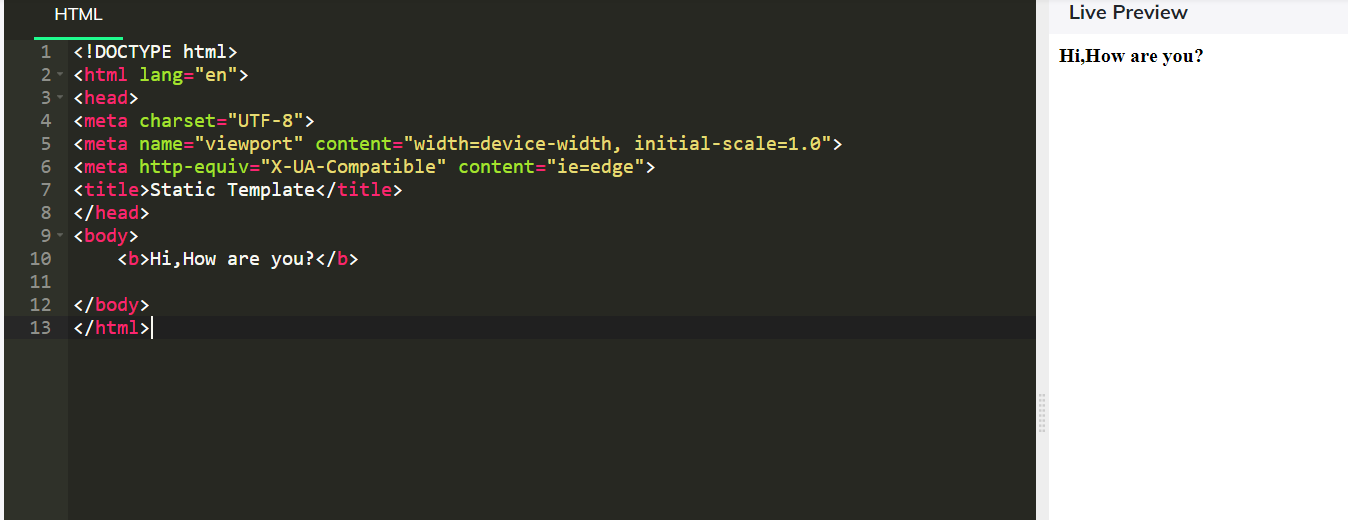 HTML
Live Preview
1 <!DOCTYPE html>
2 <html lang="en">
3 <head>
4 <meta charset="UTF-8">
5 <meta name="viewport" content="width=device-width, initial-scale=1.0">
6 <meta http-equiv="X-UA-Compatible" content="ie=edge">
7 <title>Static Template</title>
8 </head>
9 <body>
10     <b>Hi,How are you?</b>
11
12 </body>
13 </html>
Hi,How are you?